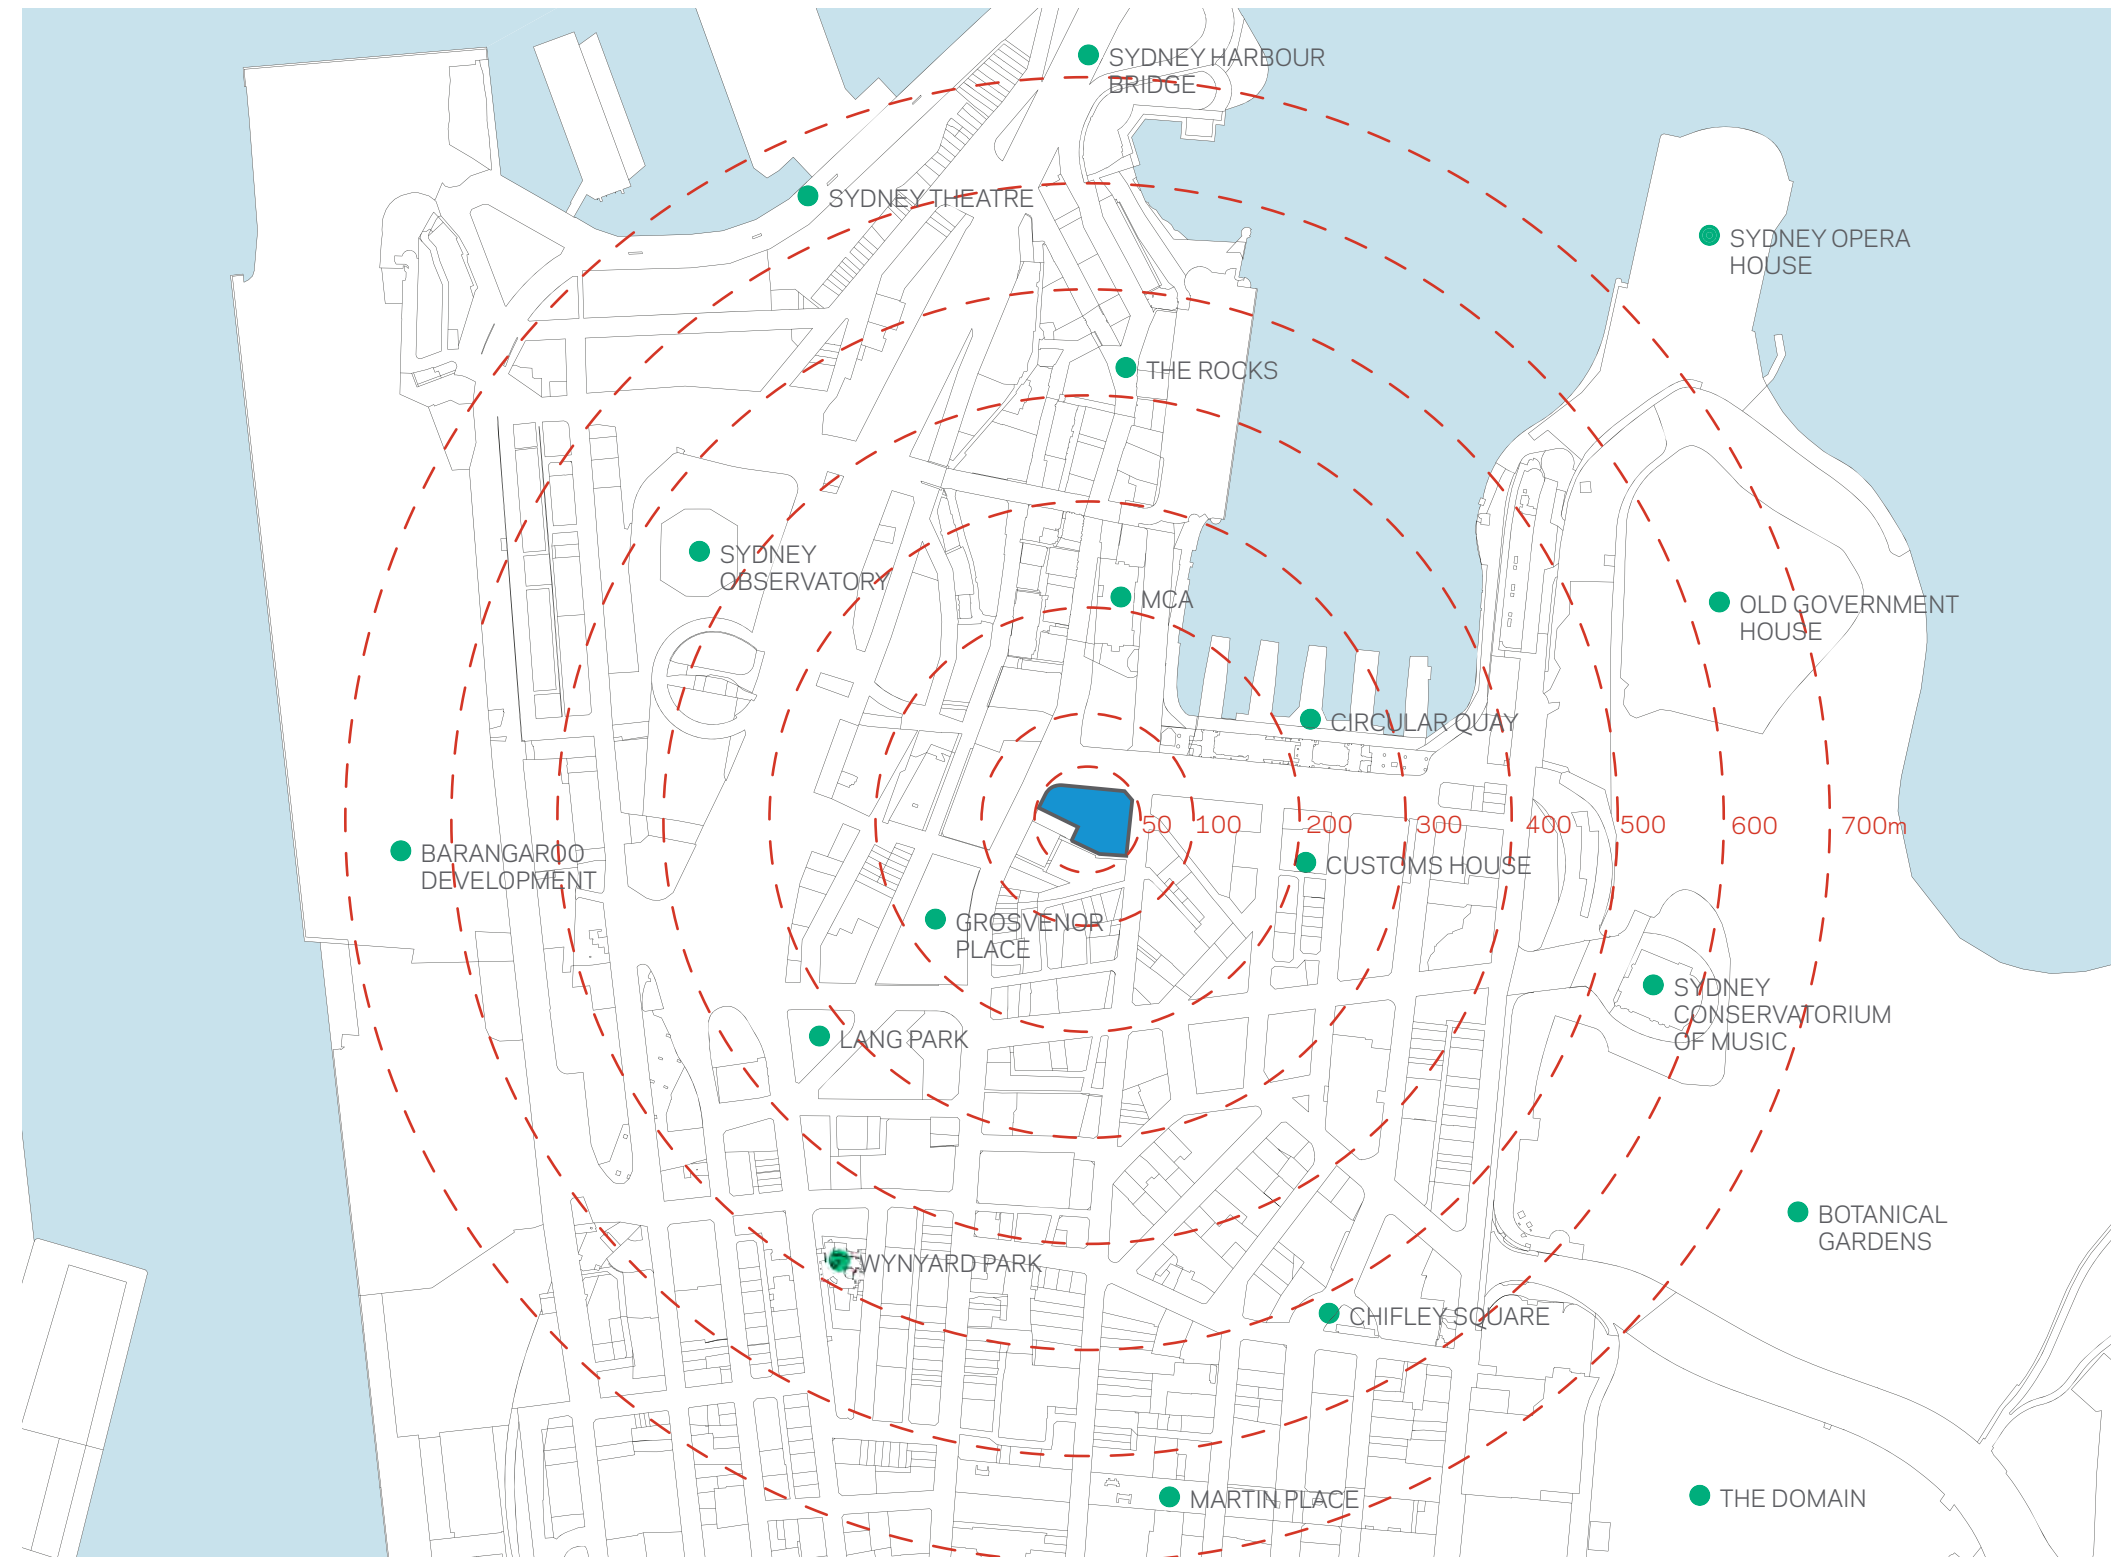 SYDNEY HARBOUR
BRIDGE
SYDNEY THEATRE
SYDNEY OPERA
HOUSE
THE ROCKS
SYDNEY
OBSERVATORY
MCA
OLD GOVERNMENT
HOUSE
CIRCULAR QUAY
50 100 200 300 400 500 600 700m
BARANGAROO
DEVELOPMENT
CUSTOMS HOUSE
GROSVENOR
PLACE
SYDNEY
CONSERVATORIUM
OF MUSIC
LANG PARK
BOTANICAL
GARDENS
WYNYARD PARK
CHIFLEY SQUARE
MARTIN PLACE
THE DOMAIN